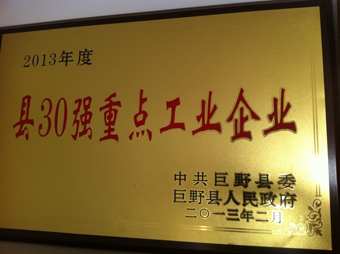 2013年度
县30强重点工业企业
中共巨野县委
巨野县人民政府
二〇一三年二月